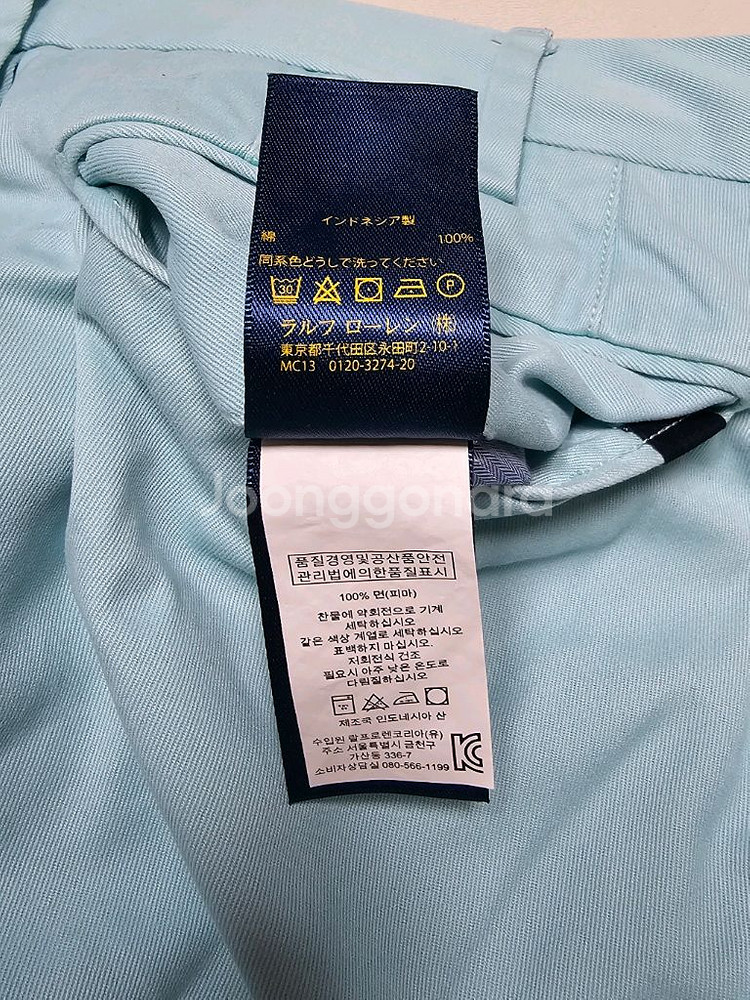 インドネシア製
綿 100%
同系色どうしで洗ってください
30 P
ラルフ ローレン (株)
東京都千代田区永田町2-10-1
MC13 0120-3274-20
Joonggonara
품질경영및공산품안전
관리법에의한품질표시
100% 면(피마)
찬물에 약회전으로 기계
세탁하십시오
같은 색상 계열로 세탁하십시오
표백하지 마십시오.
저회전식 건조
필요시 아주 낮은 온도로
다림질하십시오
제조국 인도네시아 산
수입원 랄프로렌코리아(유)
주소 서울특별시 금천구
가산동 336-7
소비자상담실 080-566-1199